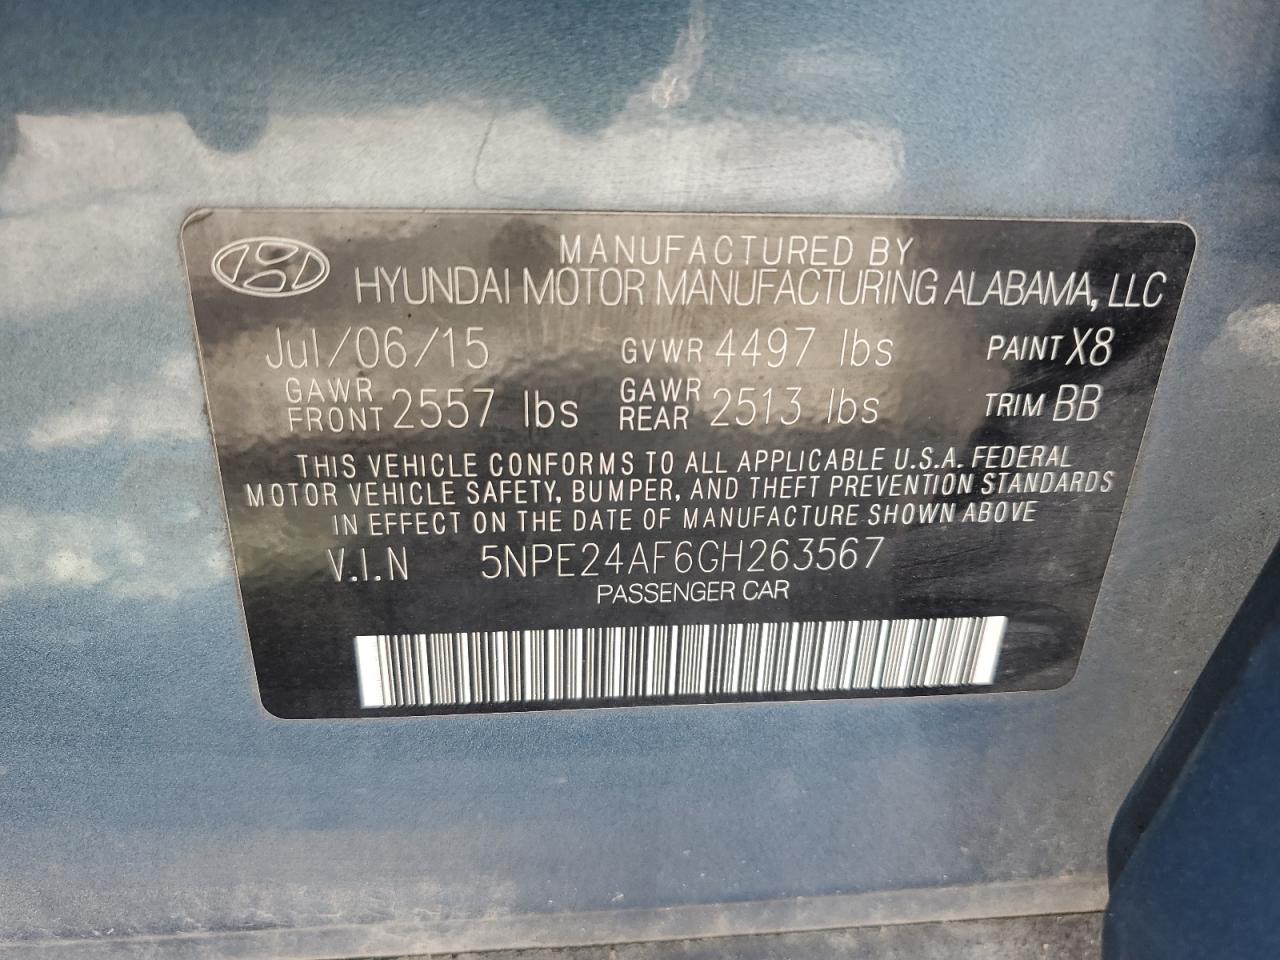 MANUFACTURED BY
HYUNDAI MOTOR MANUFACTURING ALABAMA, LLC
Jul/06/15 GVWR 4497 lbs PAINT X8
GAWR FRONT 2557 lbs GAWR REAR 2513 lbs TRIM BB
THIS VEHICLE CONFORMS TO ALL APPLICABLE U.S.A. FEDERAL
MOTOR VEHICLE SAFETY, BUMPER, AND THEFT PREVENTION STANDARDS
IN EFFECT ON THE DATE OF MANUFACTURE SHOWN ABOVE
V.I.N 5NPE24AF6GH263567
PASSENGER CAR